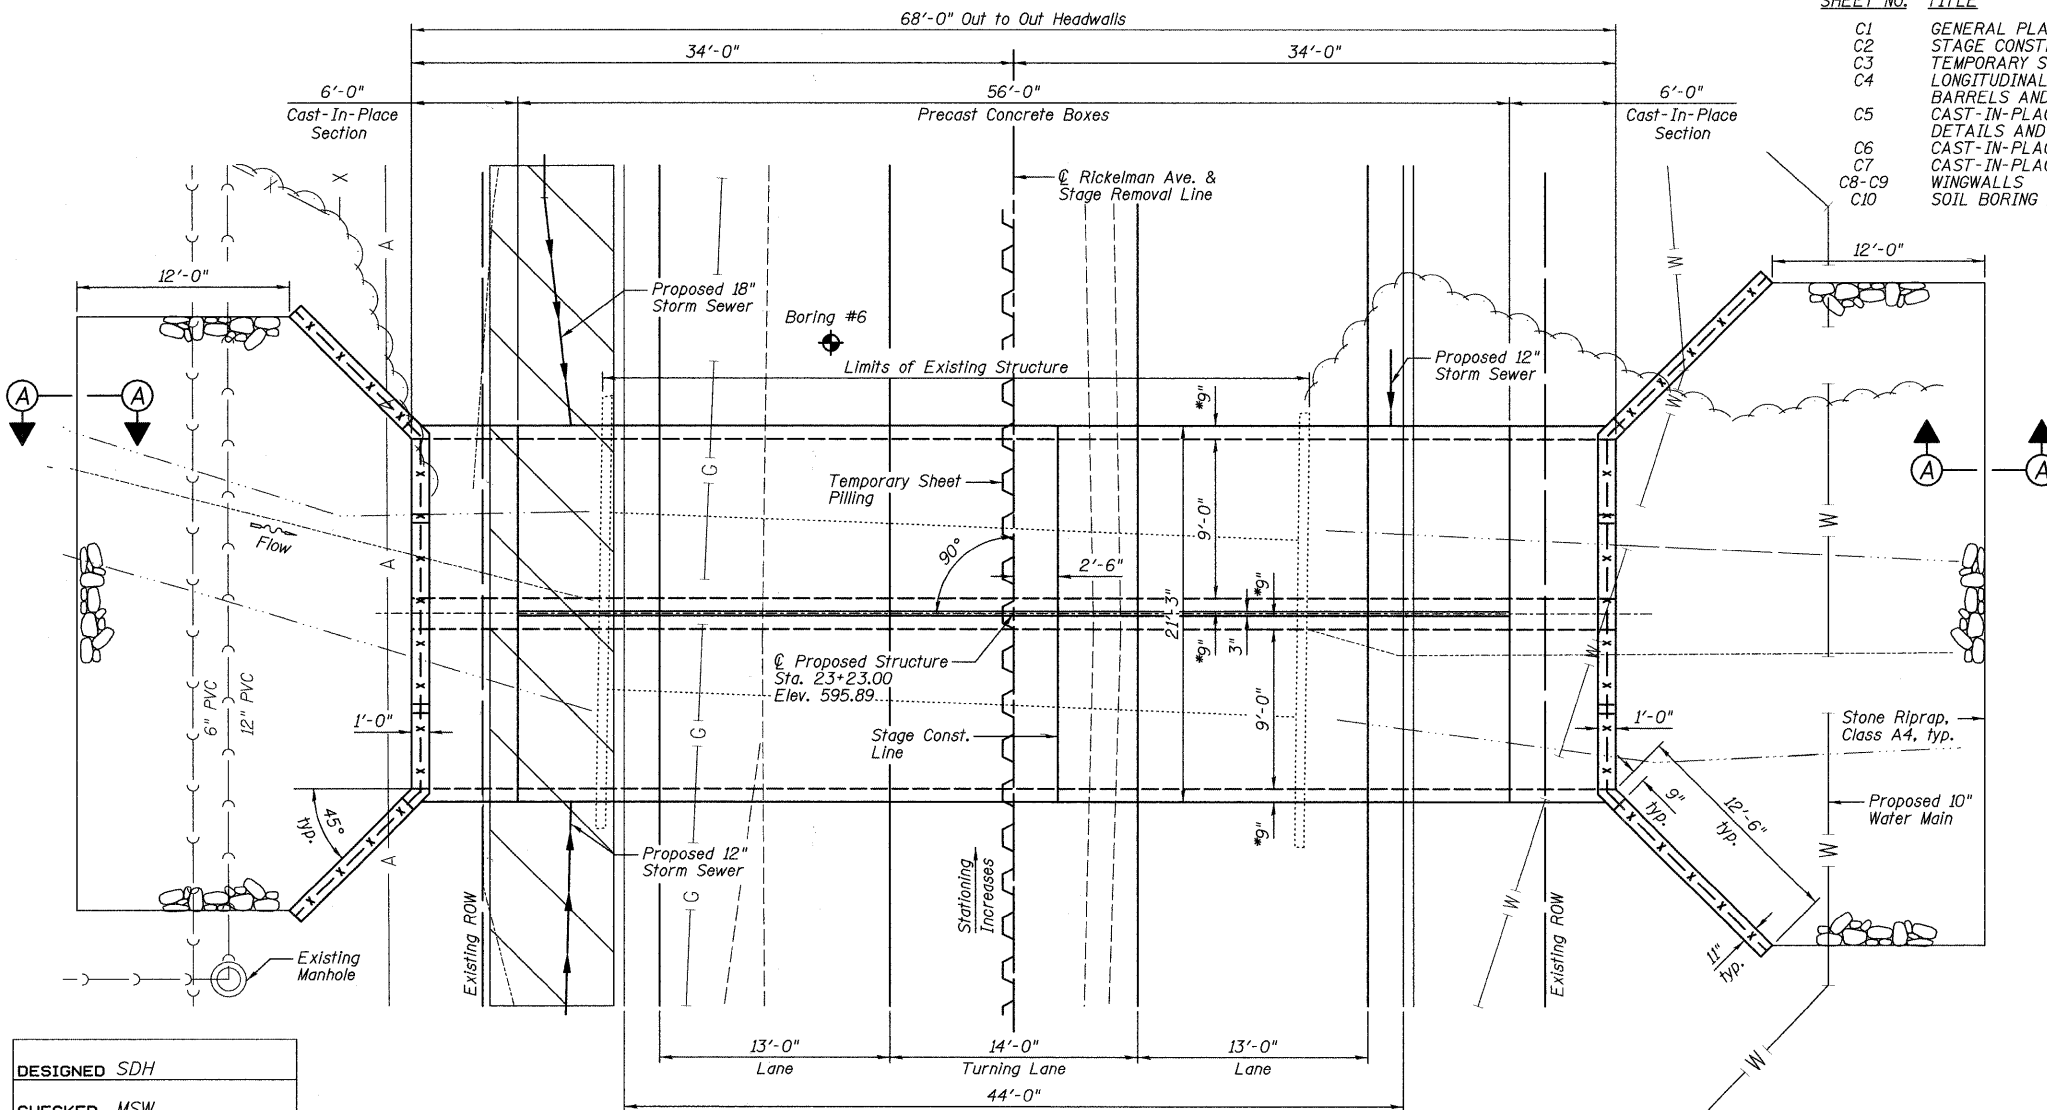 68'-0" Out to Out Headwalls
34'-0"
34'-0"
6'-0"
Cast-In-Place
Section
56'-0"
Precast Concrete Boxes
6'-0"
Cast-In-Place
Section
SHEET NO. TITLE
C1 GENERAL PLA
C2 STAGE CONST
C3 TEMPORARY S
C4 LONGITUDINAL
BARRELS AND
C5 CAST-IN-PLAC
DETAILS AND
C6 CAST-IN-PLAC
C7 CAST-IN-PLAC
C8-C9 WINGWALLS
C10 SOIL BORING
X
X
A
℄ Rickelman Ave. &
Stage Removal Line
G
W
12'-0"
12'-0"
Proposed 18"
Storm Sewer
Boring #6
Limits of Existing Structure
Proposed 12"
Storm Sewer
*9"
W
A
A
A
A
G
Temporary Sheet
Pilling
9'-0"
90°
2'-6"
*9"
Flow
A
W
21'-3"
*9"
3"
W
℄ Proposed Structure
Sta. 23+23.00
Elev. 595.89
6" PVC
12" PVC
1'-0"
G
Stage Const.
Line
9'-0"
1'-0"
Stone Riprap,
Class A4, typ.
45°
typ.
A
Proposed 12"
Storm Sewer
*9"
9"
typ.
12'-6"
typ.
Proposed 10"
Water Main
W
G
Stationing
Increases
W
Existing ROW
Existing ROW
11"
typ.
Existing
Manhole
13'-0"
Lane
14'-0"
Turning Lane
13'-0"
Lane
W
44'-0"
DESIGNED SDH
CHECKED MSW